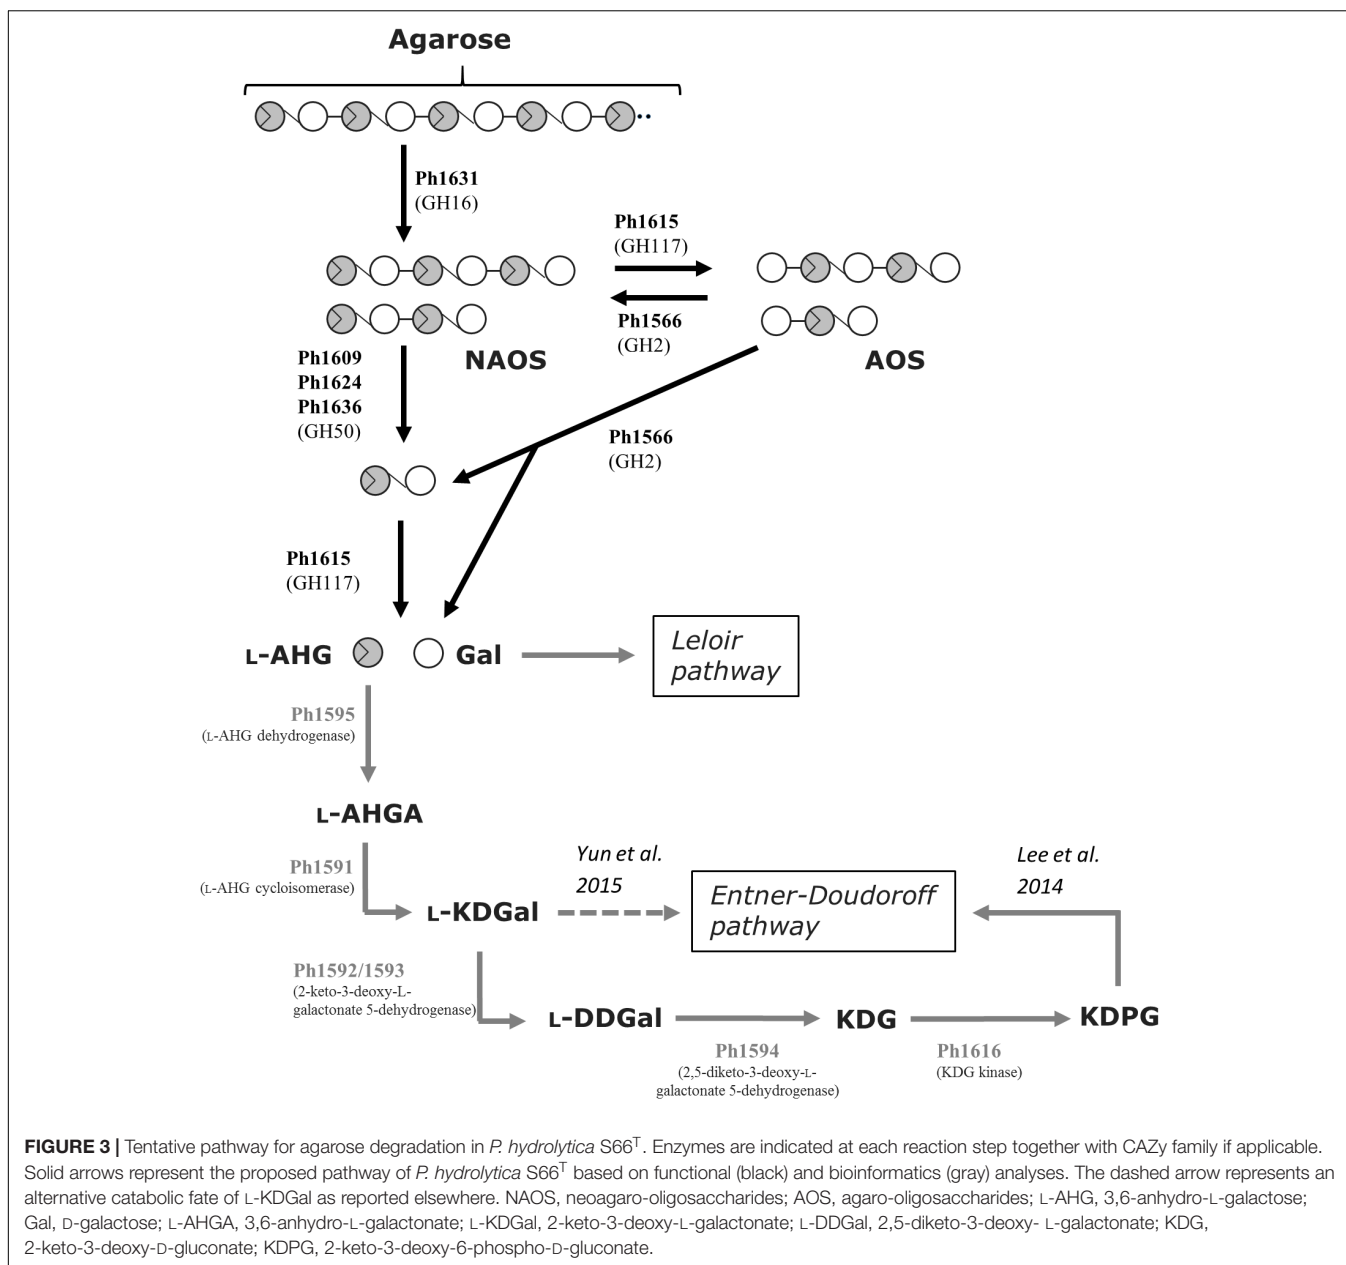 Agarose
Ph1631
(GH16)
Ph1615
(GH117)
Ph1566
(GH2)
NAOS
AOS
Ph1609
Ph1624
Ph1636
(GH50)
Ph1566
(GH2)
Ph1615
(GH117)
L-AHG
Gal
Leloir
pathway
Ph1595
(L-AHG dehydrogenase)
L-AHGA
Ph1591
(L-AHG cycloisomerase)
L-KDGal
Yun et al.
2015
Entner-Doudoroff
pathway
Lee et al.
2014
Ph1592/1593
(2-keto-3-deoxy-L-
galactonate 5-dehydrogenase)
L-DDGal
KDG
KDPG
Ph1594
(2,5-diketo-3-deoxy-L-
galactonate 5-dehydrogenase)
Ph1616
(KDG kinase)
FIGURE 3 | Tentative pathway for agarose degradation in P. hydrolytica S66T. Enzymes are indicated at each reaction step together with CAZy family if applicable.
Solid arrows represent the proposed pathway of P. hydrolytica S66T based on functional (black) and bioinformatics (gray) analyses. The dashed arrow represents an
alternative catabolic fate of L-KDGal as reported elsewhere. NAOS, neoagaro-oligosaccharides; AOS, agaro-oligosaccharides; L-AHG, 3,6-anhydro-L-galactose;
Gal, D-galactose; L-AHGA, 3,6-anhydro-L-galactonate; L-KDGal, 2-keto-3-deoxy-L-galactonate; L-DDGal, 2,5-diketo-3-deoxy- L-galactonate; KDG,
2-keto-3-deoxy-D-gluconate; KDPG, 2-keto-3-deoxy-6-phospho-D-gluconate.